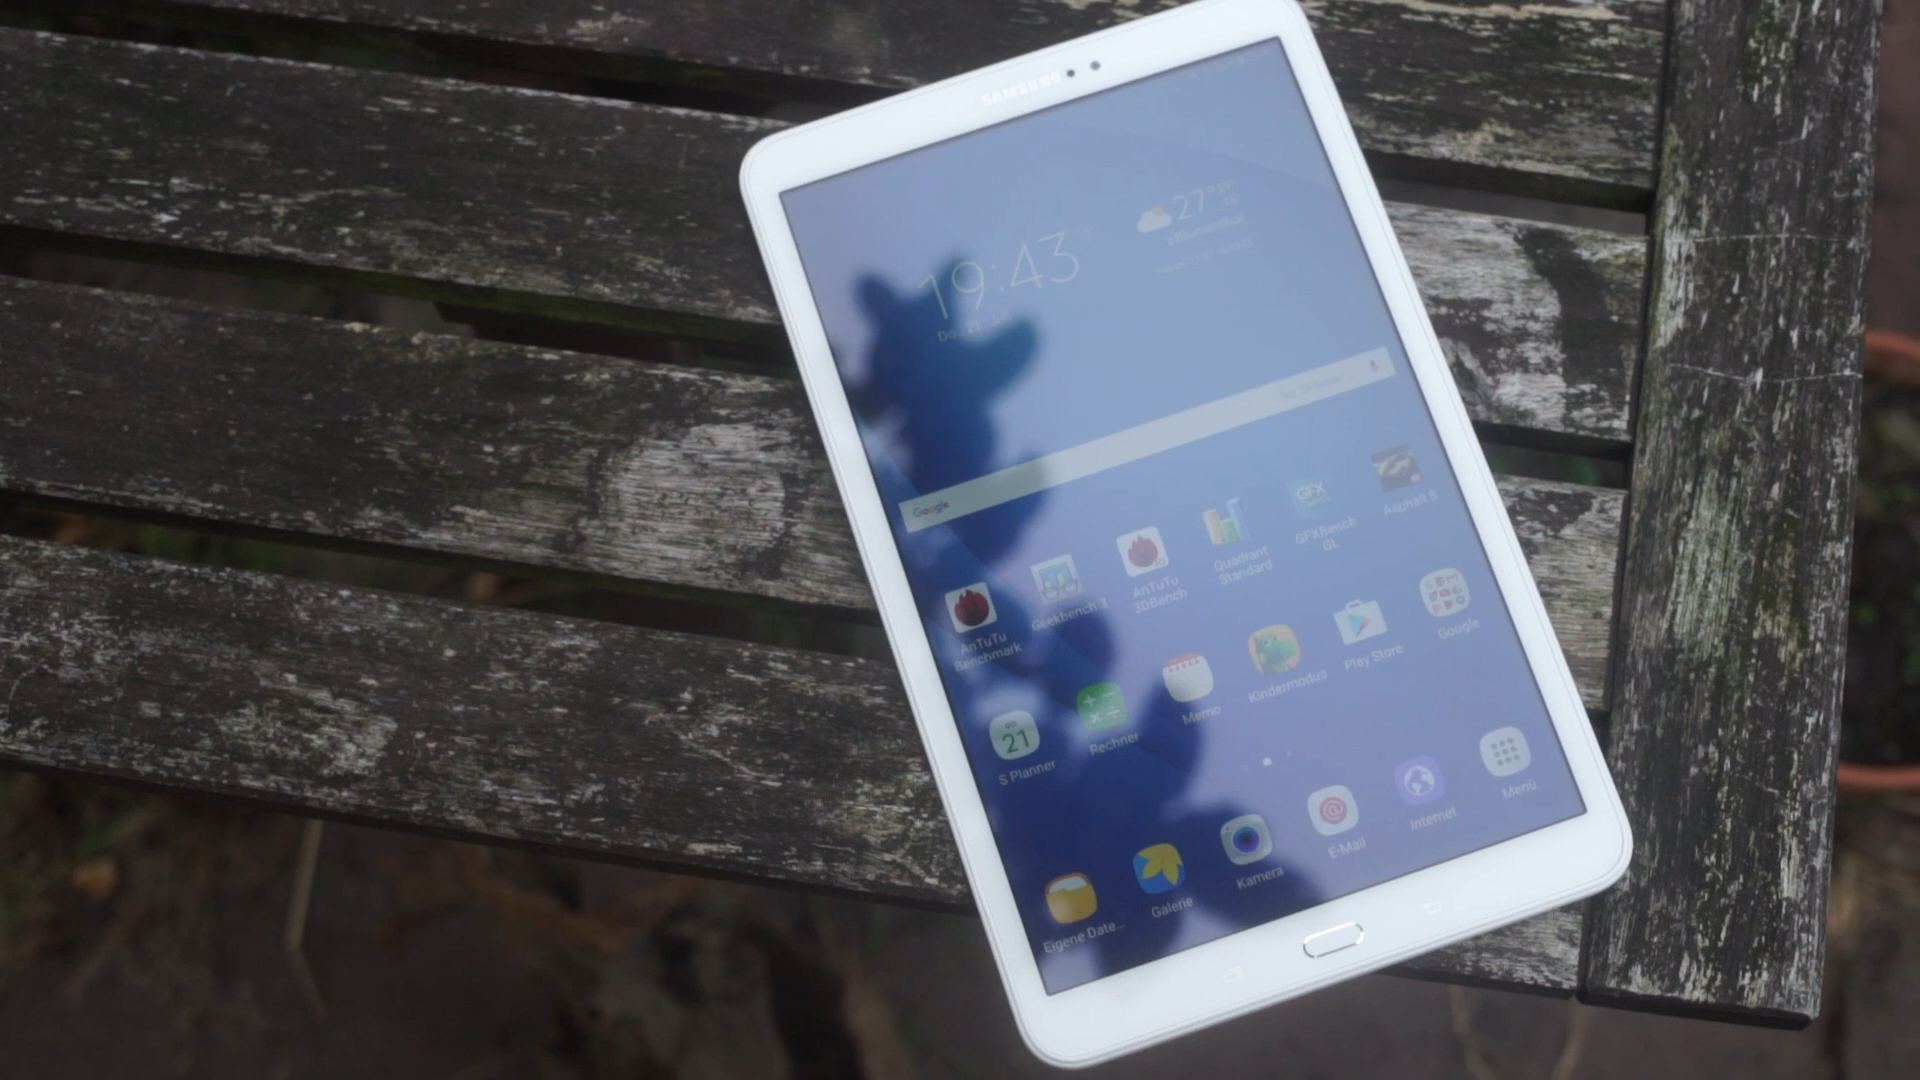 SAMSUNG
19:43
27°
Google
AnTuTu
Benchmark
Geekbench 3
AnTuTu
3DBench
Quadrant
Standard
GFX
GFXBench
GL
Asphalt 8
21
S Planner
Rechner
Memo
Kindermodus
Play Store
Google
Eigene Date...
Galerie
Kamera
E-Mail
Internet
Menü